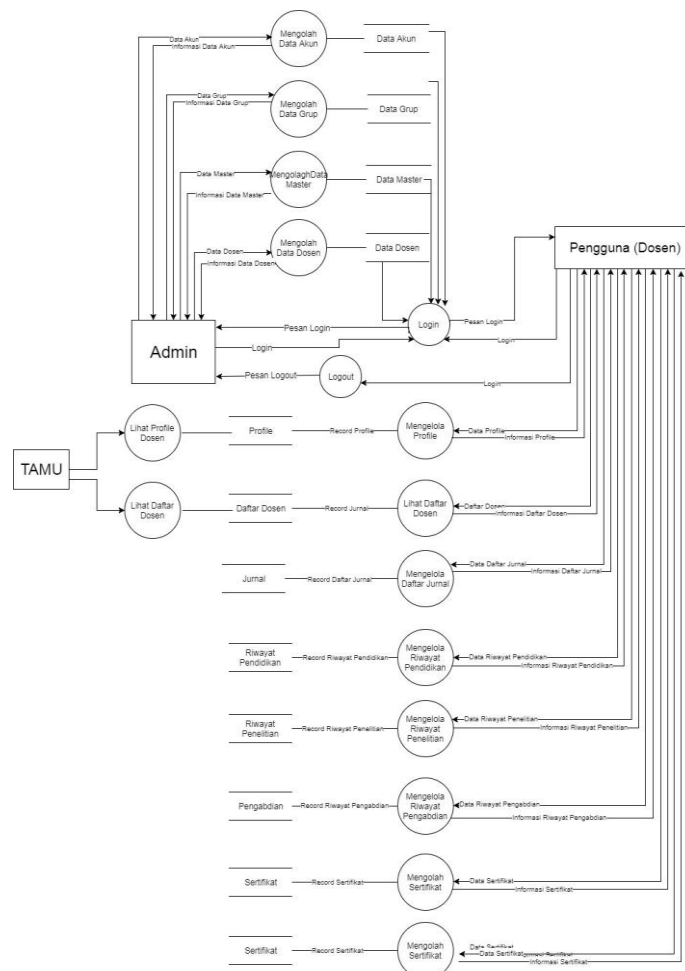 Mengolah
Data Akun
Data Akun
Data Akun
Informasi Data Akun
Mengolah
Data Grup
Data Grup
Data Grup
Informasi Data Grup
MengolaghData
Master
Data Master
Data Master
Informasi Data Master
Mengolah
Data Dosen
Data Dosen
Data Dosen
Informasi Data Dosen
Pengguna (Dosen)
Admin
Pesan Login
Login
Login
Pesan Login
Login
Pesan Logout
Logout
Login
TAMU
Lihat Profile
Dosen
Profile
Record Profile
Mengelola
Profile
Data Profile
Informasi Profile
Lihat Daftar
Dosen
Daftar Dosen
Record Jurnal
Lihat Daftar
Dosen
Daftar Dosen
Informasi Daftar Dosen
Jurnal
Record Daftar Jurnal
Mengelola
Daftar Jurnal
Data Daftar Jurnal
Informasi Daftar Jurnal
Riwayat
Pendidikan
Record Riwayat Pendidikan
Mengelola
Riwayat
Pendidikan
Data Riwayat Pendidikan
Informasi Riwayat Pendidikan
Riwayat
Penelitian
Record Riwayat Penelitian
Mengelola
Riwayat
Penelitian
Data Riwayat Penelitian
Informasi Riwayat Penelitian
Pengabdian
Record Riwayat Pengabdian
Mengelola
Riwayat
Pengabdian
Data Riwayat Pengabdian
Informasi Riwayat Pengabdian
Sertifikat
Record Sertifikat
Mengolah
Sertifikat
Data Sertifikat
Informasi Sertifikat
Sertifikat
Record Sertifikat
Mengolah
Sertifikat
Data Sertifikat
Data Sertifikat
Informasi Sertifikat